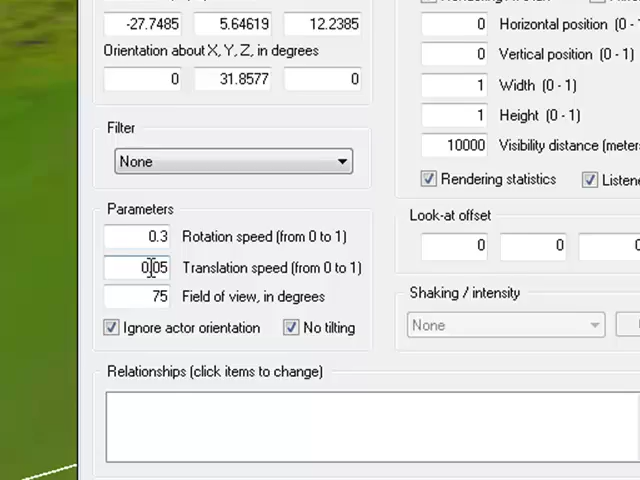 -27.7485 5.64619 12.2385
Orientation about X, Y, Z, in degrees
0 31.8577 0
Filter
None
Parameters
0.3 Rotation speed (from 0 to 1)
0.05 Translation speed (from 0 to 1)
75 Field of view, in degrees
Ignore actor orientation No tilting
Relationships (click items to change)
0 Horizontal position (0 -
0 Vertical position (0 - 1
1 Width (0 - 1)
1 Height (0 - 1)
10000 Visibility distance (meters
Rendering statistics Listene
Look-at offset
0 0 0
Shaking / intensity
None